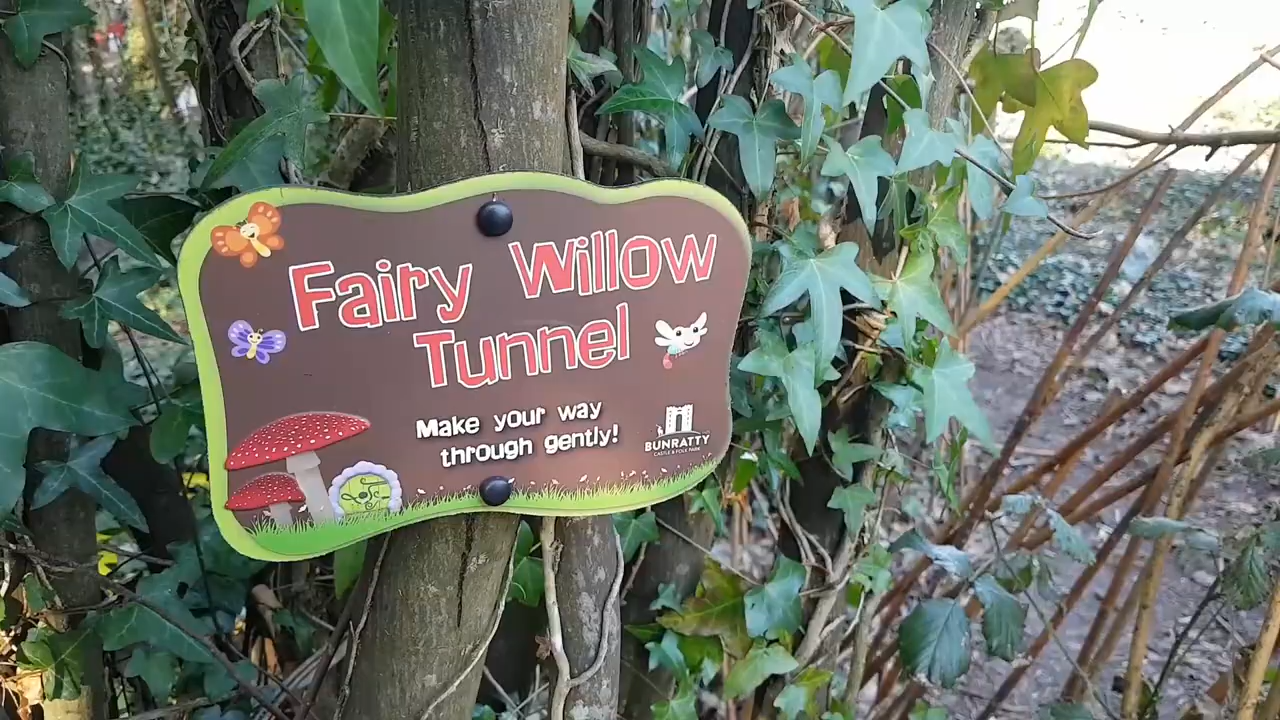 Fairy Willow
Tunnel
Make your way
through gently!
BUNRATTY
CASTLE & FOLK PARK